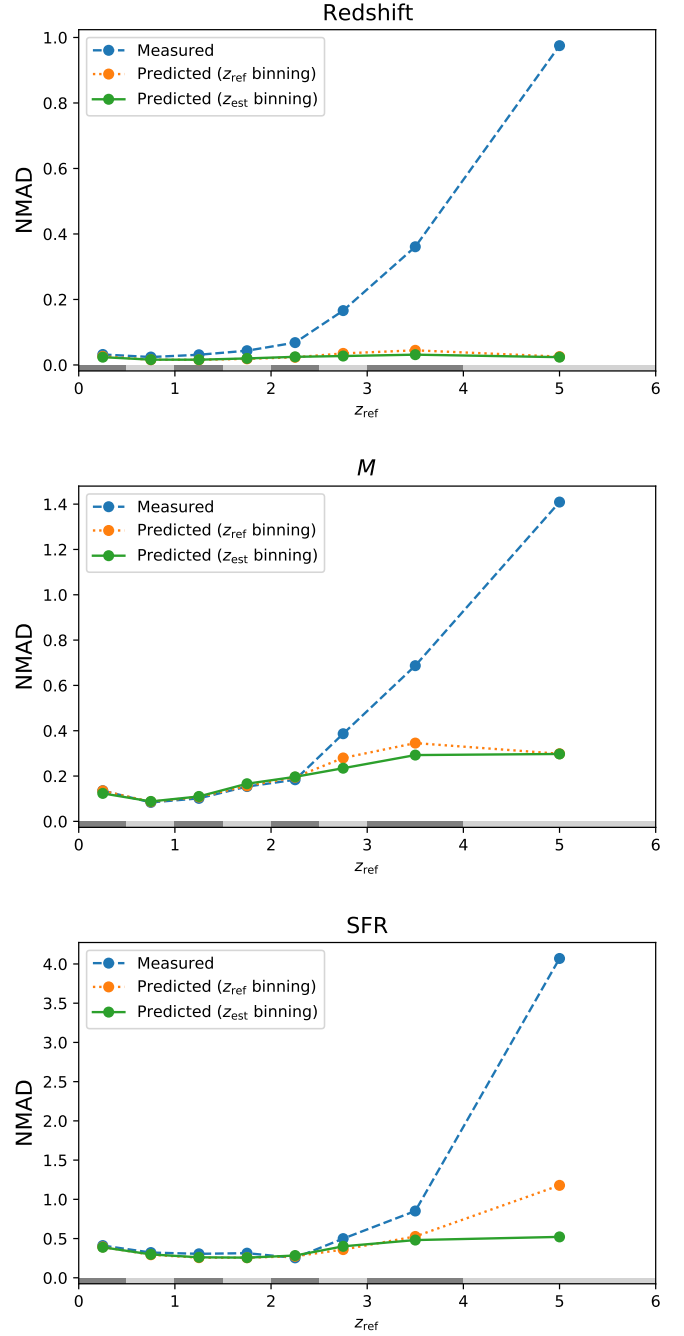 Redshift
Measured
Predicted (z_ref binning)
Predicted (z_est binning)
NMAD
1.0
0.8
0.6
0.4
0.2
0.0
0 1 2 3 4 5 6
z_ref
M
Measured
Predicted (z_ref binning)
Predicted (z_est binning)
NMAD
1.4
1.2
1.0
0.8
0.6
0.4
0.2
0.0
0 1 2 3 4 5 6
z_ref
SFR
Measured
Predicted (z_ref binning)
Predicted (z_est binning)
NMAD
4.0
3.5
3.0
2.5
2.0
1.5
1.0
0.5
0.0
0 1 2 3 4 5 6
z_ref